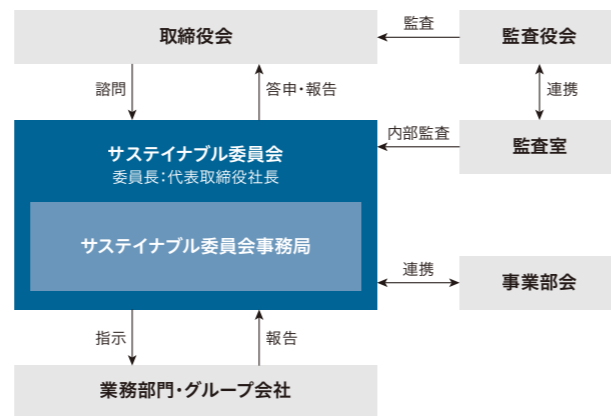 取締役会
監査
監査役会
諮問
答申・報告
連携
サステイナブル委員会
委員長：代表取締役社長
内部監査
監査室
サステイナブル委員会事務局
連携
事業部会
指示
報告
業務部門・グループ会社